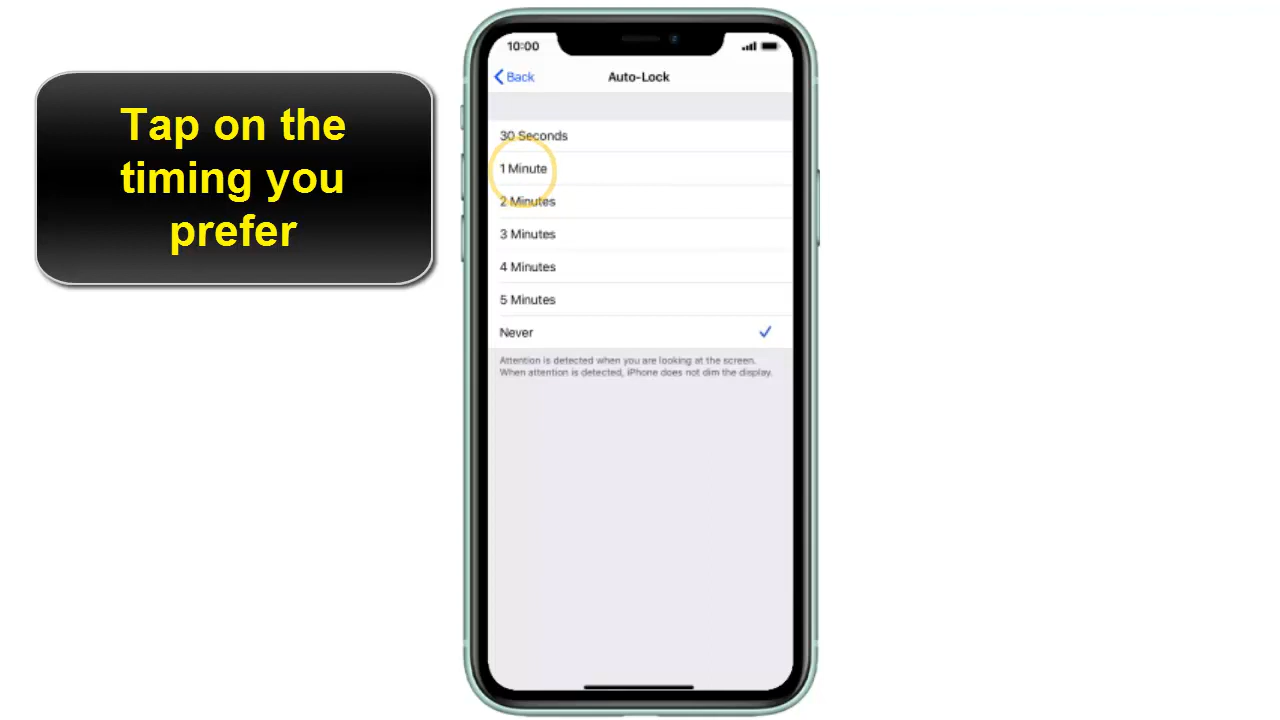 Tap on the
timing you
prefer
10:00
Back
Auto-Lock
30 Seconds
1 Minute
2 Minutes
3 Minutes
4 Minutes
5 Minutes
Never
Attention is detected when you are looking at the screen.
When attention is detected, iPhone does not dim the display.